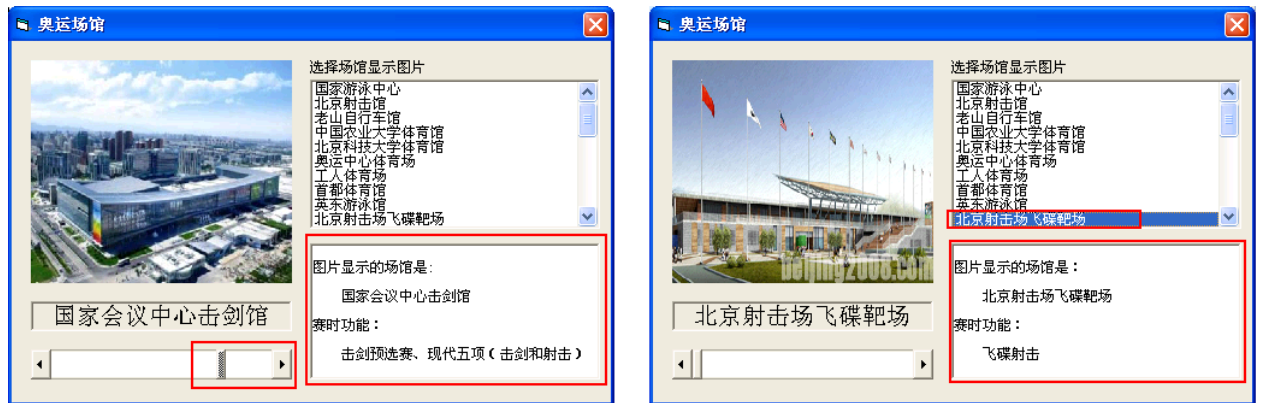 奥运场馆
选择场馆显示图片
国家游泳中心
北京射击馆
老山自行车馆
中国农业大学体育馆
北京科技大学体育馆
奥运中心体育场
工人体育场
首都体育馆
英东游泳馆
北京射击场飞碟靶场
国家会议中心击剑馆
图片显示的场馆是:
国家会议中心击剑馆
赛时功能：
击剑预选赛、现代五项(击剑和射击)
奥运场馆
选择场馆显示图片
国家游泳中心
北京射击馆
老山自行车馆
中国农业大学体育馆
北京科技大学体育馆
奥运中心体育场
工人体育场
首都体育馆
英东游泳馆
北京射击场飞碟靶场
beijing2008.com
北京射击场飞碟靶场
图片显示的场馆是：
北京射击场飞碟靶场
赛时功能：
飞碟射击